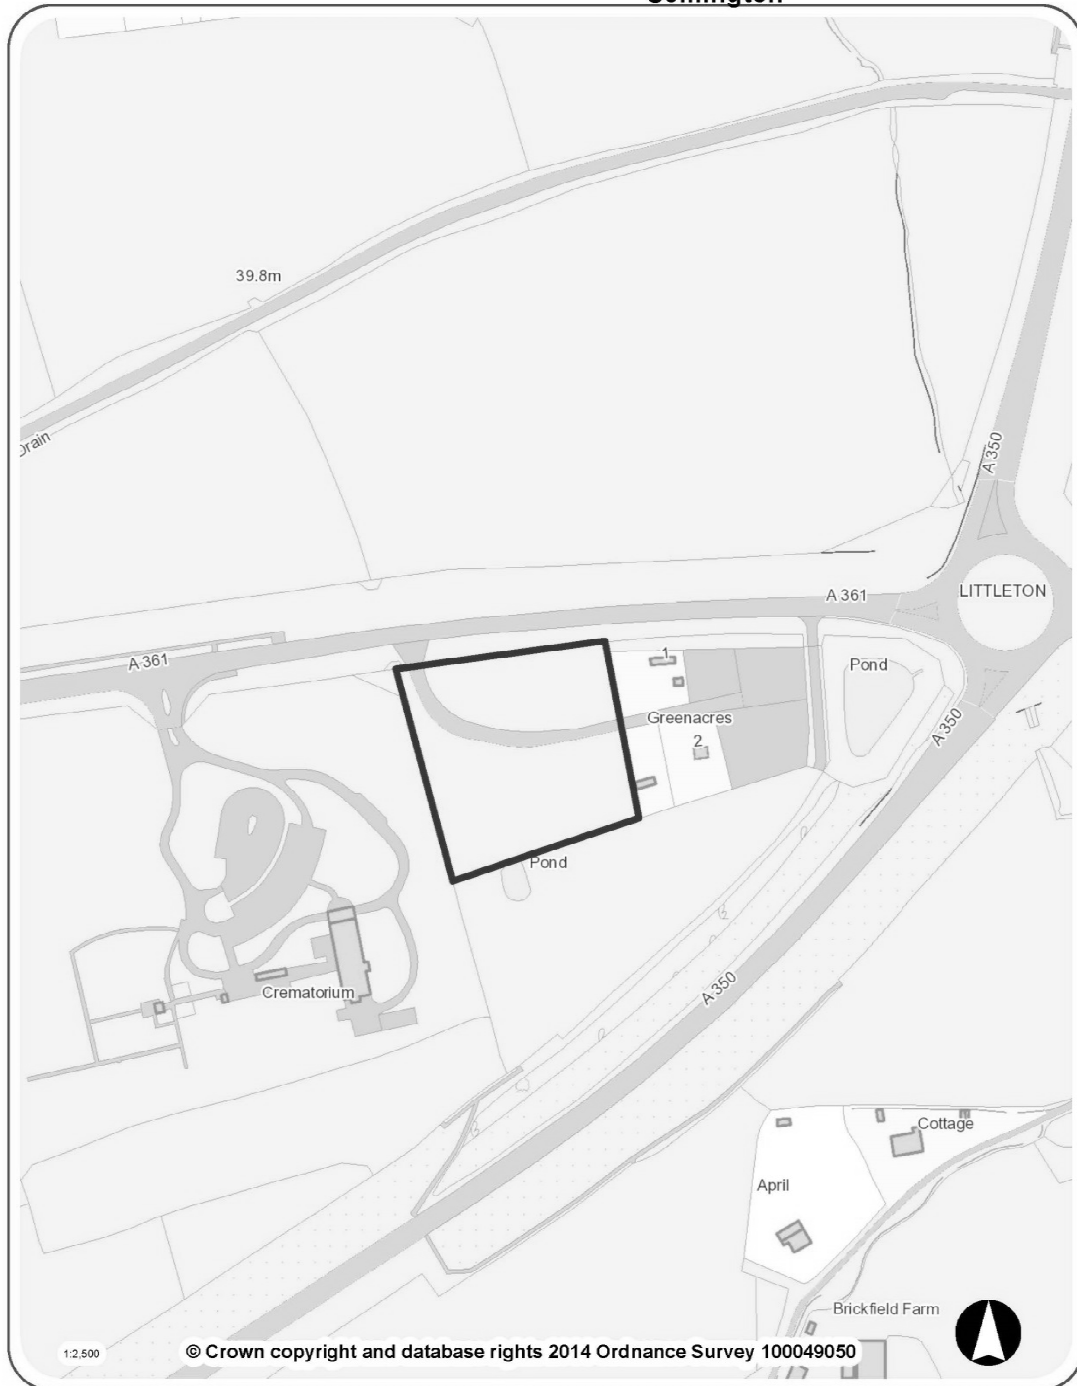 39.8m
Drain
A 350
LITTLETON
A 361
A 361
1
Pond
Greenacres
2
A 350
Pond
A 350
Crematorium
Cottage
April
Brickfield Farm
1:2,500
© Crown copyright and database rights 2014 Ordnance Survey 100049050